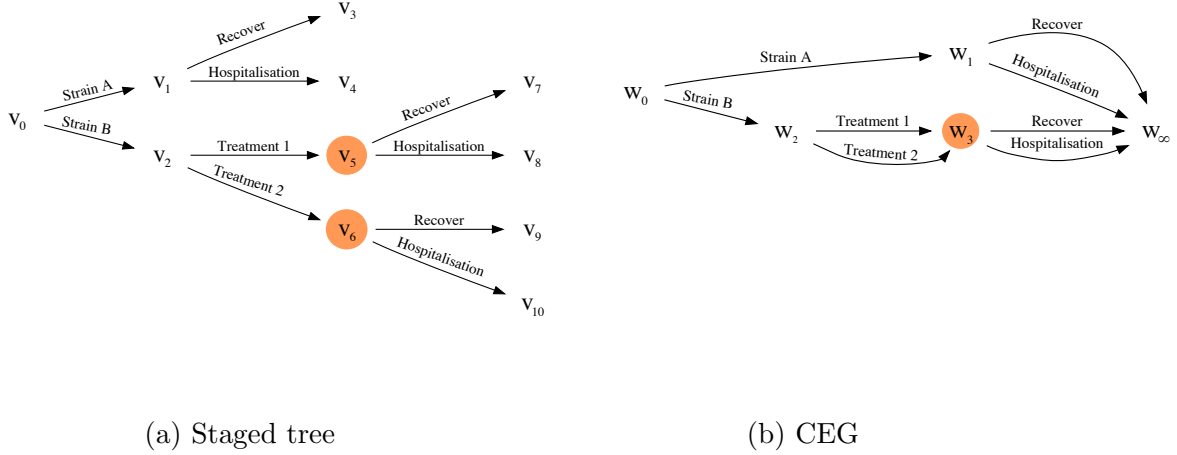 v₃
Recover
v₁
Hospitalisation
v₄
Strain A
v₀
Strain B
v₂
Treatment 1
v₅
Recover
v₇
Hospitalisation
v₈
Treatment 2
v₆
Recover
v₉
Hospitalisation
v₁₀
(a) Staged tree
w₀
Strain A
w₁
Recover
Hospitalisation
Strain B
w₂
Treatment 1
Treatment 2
w₃
Recover
Hospitalisation
w∞
(b) CEG